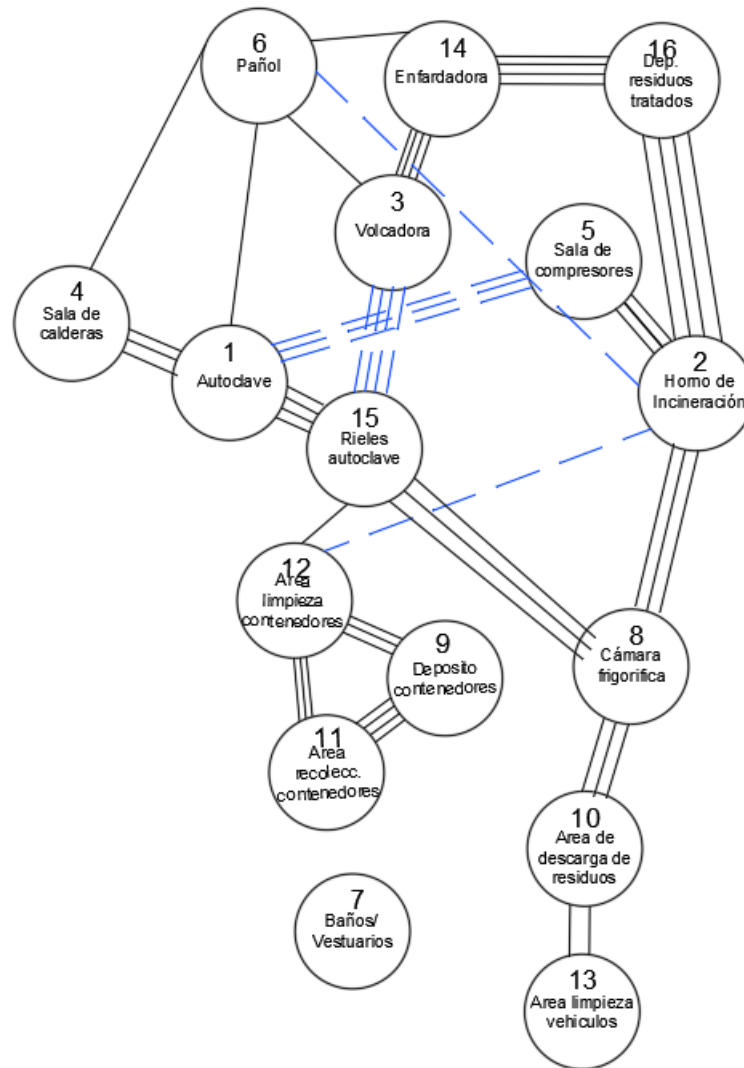 6
Pañol
14
Enfardadora
16
Dep.
residuos
tratados
3
Volcadora
5
Sala de
compresores
4
Sala de
calderas
1
Autoclave
2
Horno de
Incineración
15
Rieles
autoclave
12
Area
limpieza
contenedores
9
Deposito
contenedores
8
Cámara
frigorifica
11
Area
recolecc.
contenedores
10
Area de
descarga de
residuos
7
Baños/
Vestuarios
13
Area limpieza
vehiculos